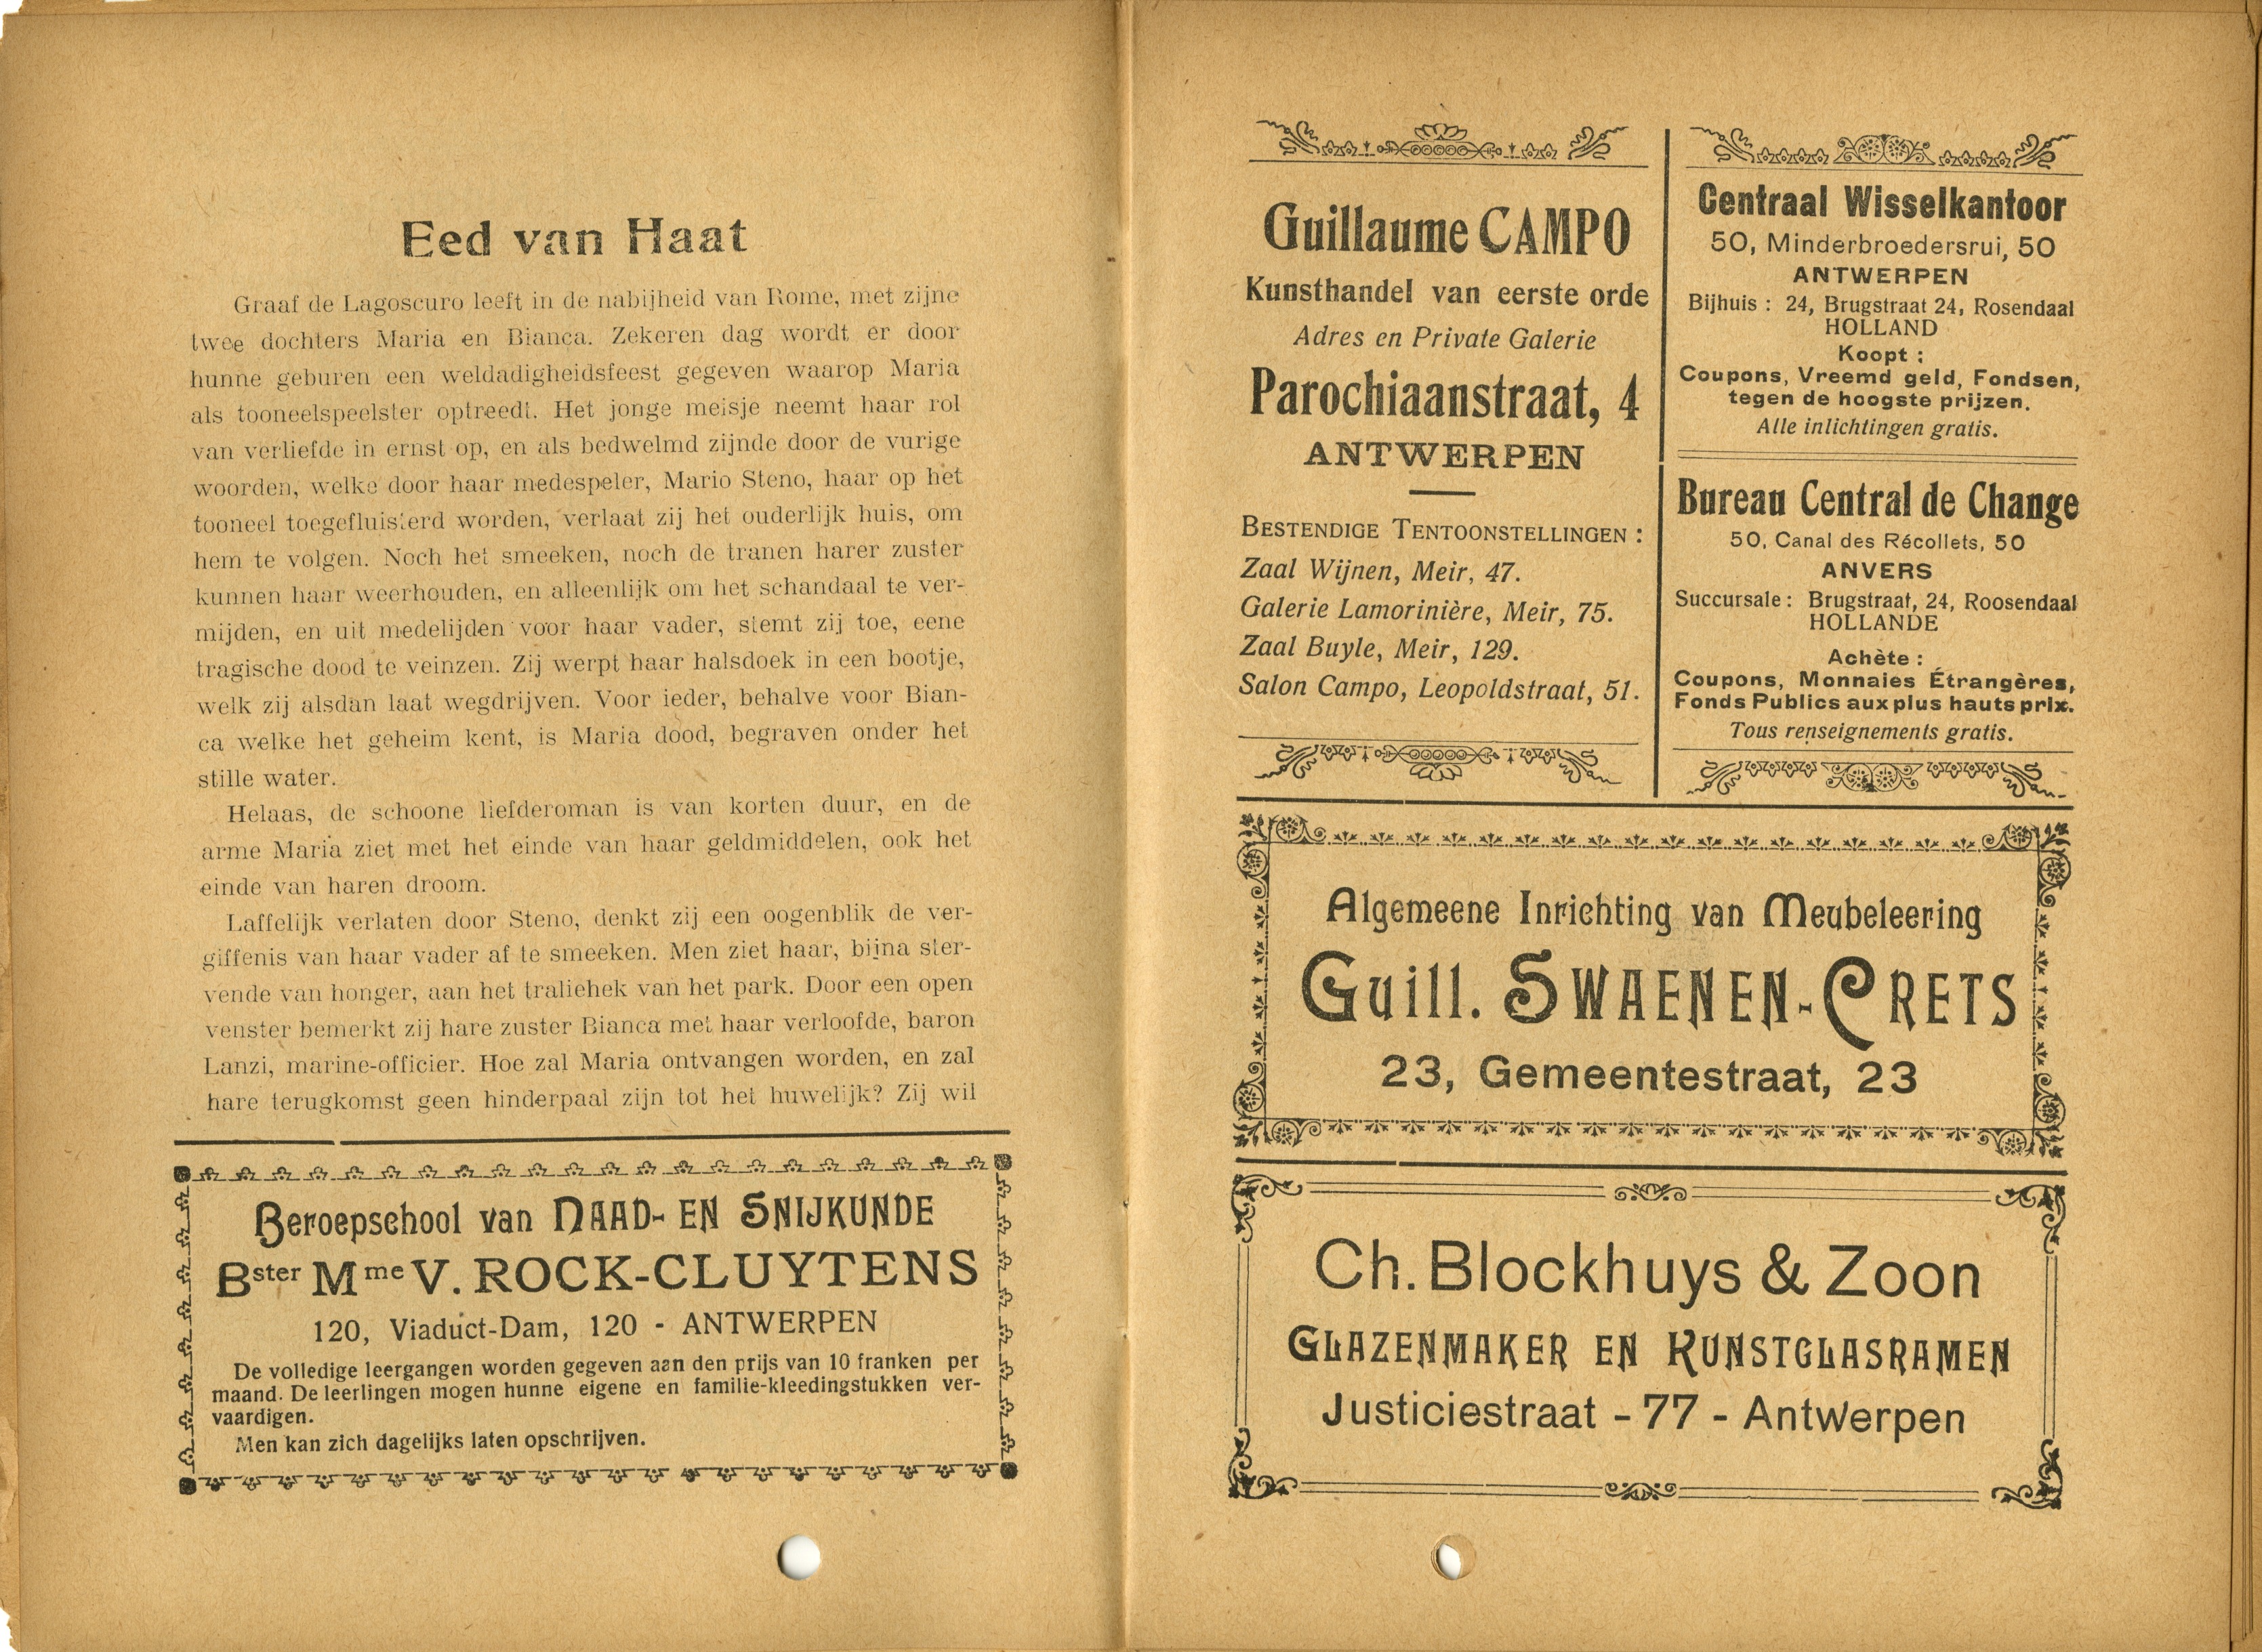 Eed van Haat
Graaf de Lagoscuro leeft in de nabijheid van Rome, met zijne
twee dochters Maria en Bianca. Zekeren dag wordt er door
hunne geburen een weldadigheidsfeest gegeven waarop Maria
als tooneelspeelster optreedt. Het jonge meisje neemt haar rol
van verliefde in ernst op, en als bedwelmd zijnde door de vurige
woorden, welke door haar medespeler, Mario Steno, haar op het
tooneel toegefluisterd worden, verlaat zij het ouderlijk huis, om
hem te volgen. Noch het smeeken, noch de tranen harer zuster
kunnen haar weerhouden, en alleenlijk om het schandaal te ver-
mijden, en uit medelijden voor haar vader, stemt zij toe, eene
tragische dood te veinzen. Zij werpt haar halsdoek in een bootje,
welk zij alsdan laat wegdrijven. Voor ieder, behalve voor Bian-
ca welke het geheim kent, is Maria dood, begraven onder het
stille water.
Helaas, de schoone liefderoman is van korten duur, en de
arme Maria ziet met het einde van haar geldmiddelen, ook het
einde van haren droom.
Laffelijk verlaten door Steno, denkt zij een oogenblik de ver-
giffenis van haar vader af te smeeken. Men ziet haar, bijna ster-
vende van honger, aan het traliehek van het park. Door een open
venster bemerkt zij hare zuster Bianca met haar verloofde, baron
Lanzi, marine-officier. Hoe zal Maria ontvangen worden, en zal
hare terugkomst geen hinderpaal zijn tot het huwelijk? Zij wil
Beroepschool van NAAD- EN SNIJKUNDE
Bster Mme V. ROCK-CLUYTENS
120, Viaduct-Dam, 120 - ANTWERPEN
De volledige leergangen worden gegeven aan den prijs van 10 franken per
maand. De leerlingen mogen hunne eigene en familie-kleedingstukken ver-
vaardigen.
Men kan zich dagelijks laten opschrijven.
Guillaume CAMPO
Kunsthandel van eerste orde
Adres en Private Galerie
Parochiaanstraat, 4
ANTWERPEN
BESTENDIGE TENTOONSTELLINGEN :
Zaal Wijnen, Meir, 47.
Galerie Lamorinière, Meir, 75.
Zaal Buyle, Meir, 129.
Salon Campo, Leopoldstraat, 51.
Centraal Wisselkantoor
50, Minderbroedersrui, 50
ANTWERPEN
Bijhuis : 24, Brugstraat 24, Rosendaal
HOLLAND
Koopt :
Coupons, Vreemd geld, Fondsen,
tegen de hoogste prijzen.
Alle inlichtingen gratis.
Bureau Central de Change
50, Canal des Récollets, 50
ANVERS
Succursale : Brugstraat, 24, Roosendaal
HOLLANDE
Achète :
Coupons, Monnaies Étrangères,
Fonds Publics aux plus hauts prix.
Tous renseignements gratis.
Algemeene Inrichting van Meubeleering
Guill. SWAENEN-CRETS
23, Gemeentestraat, 23
Ch. Blockhuys & Zoon
GLAZENMAKER EN KUNSTGLASRAMEN
Justiciestraat - 77 - Antwerpen